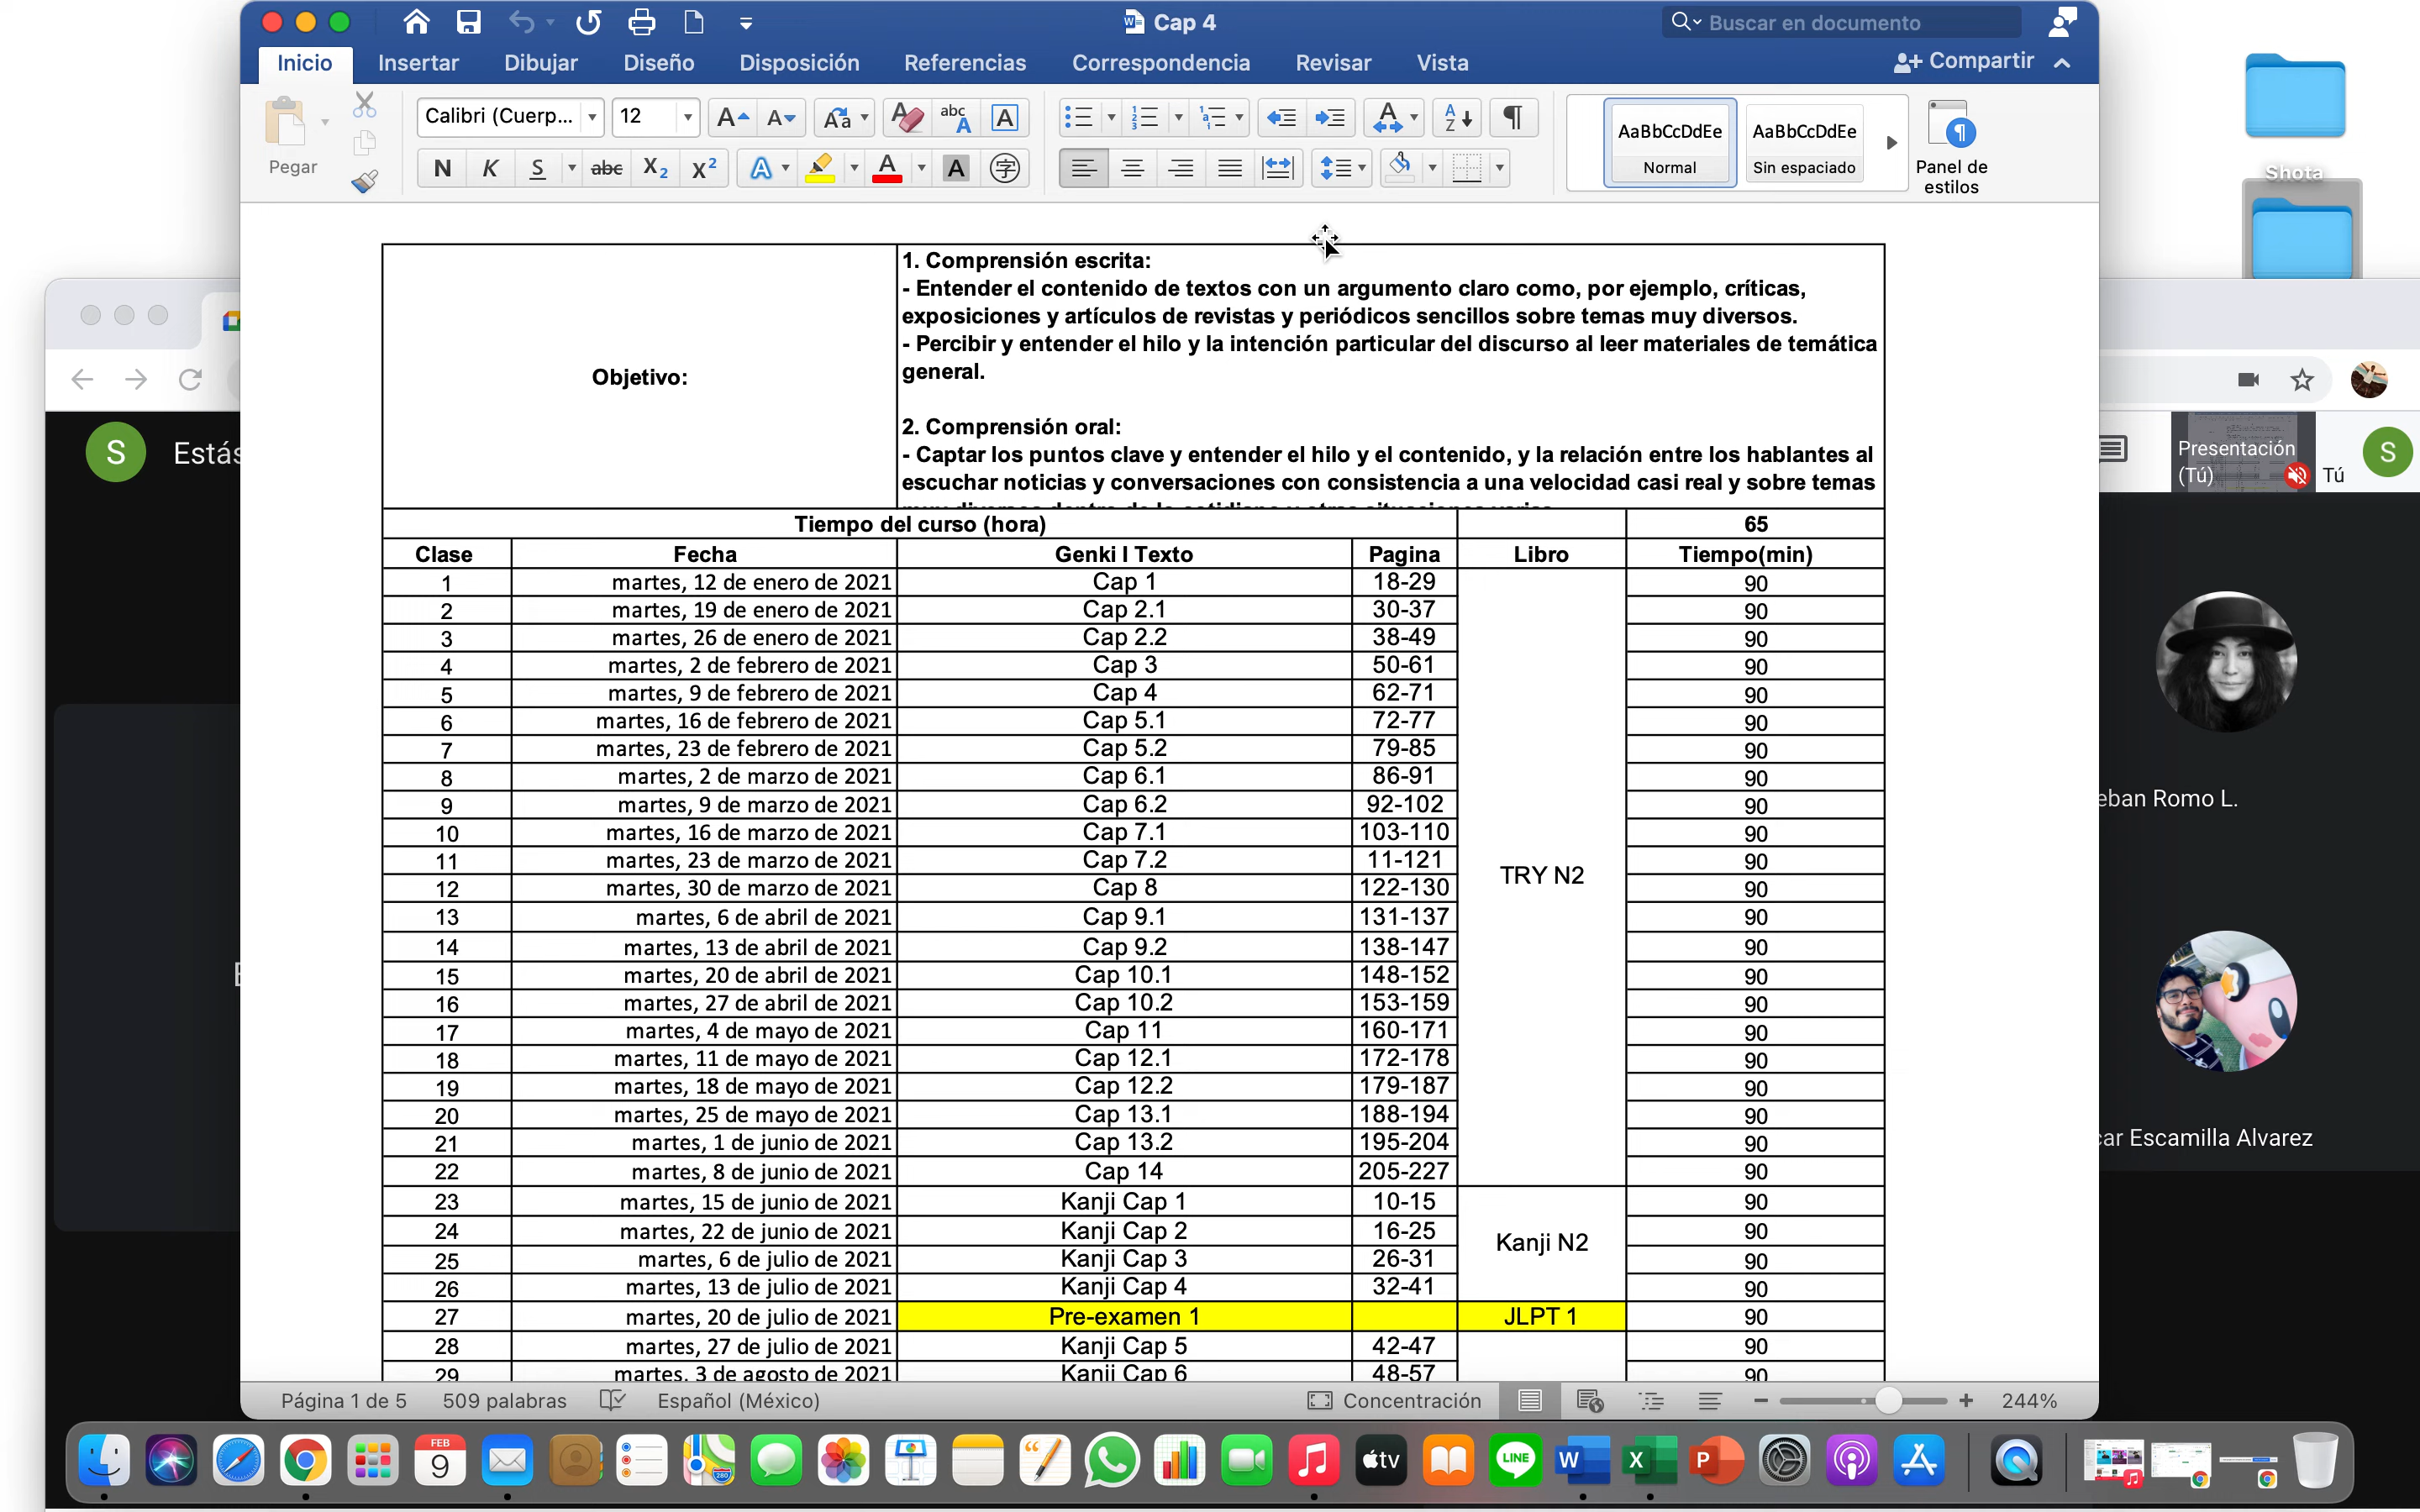 Cap 4
Buscar en documento
Inicio Insertar Dibujar Diseño Disposición Referencias Correspondencia Revisar Vista Compartir
Pegar
Calibri (Cuerp... 12
AaBbCcDdEe AaBbCcDdEe
Normal Sin espaciado
Panel de estilos
Shota
Objetivo:
1. Comprensión escrita:
- Entender el contenido de textos con un argumento claro como, por ejemplo, críticas,
exposiciones y artículos de revistas y periódicos sencillos sobre temas muy diversos.
- Percibir y entender el hilo y la intención particular del discurso al leer materiales de temática
general.
2. Comprensión oral:
- Captar los puntos clave y entender el hilo y el contenido, y la relación entre los hablantes al
escuchar noticias y conversaciones con consistencia a una velocidad casi real y sobre temas
Tiempo del curso (hora) 65
Clase Fecha Genki I Texto Pagina Libro Tiempo(min)
1 martes, 12 de enero de 2021 Cap 1 18-29 90
2 martes, 19 de enero de 2021 Cap 2.1 30-37 90
3 martes, 26 de enero de 2021 Cap 2.2 38-49 90
4 martes, 2 de febrero de 2021 Cap 3 50-61 90
5 martes, 9 de febrero de 2021 Cap 4 62-71 90
6 martes, 16 de febrero de 2021 Cap 5.1 72-77 90
7 martes, 23 de febrero de 2021 Cap 5.2 79-85 90
8 martes, 2 de marzo de 2021 Cap 6.1 86-91 90
9 martes, 9 de marzo de 2021 Cap 6.2 92-102 90
10 martes, 16 de marzo de 2021 Cap 7.1 103-110 90
11 martes, 23 de marzo de 2021 Cap 7.2 11-121 90
TRY N2
12 martes, 30 de marzo de 2021 Cap 8 122-130 90
13 martes, 6 de abril de 2021 Cap 9.1 131-137 90
14 martes, 13 de abril de 2021 Cap 9.2 138-147 90
15 martes, 20 de abril de 2021 Cap 10.1 148-152 90
16 martes, 27 de abril de 2021 Cap 10.2 153-159 90
17 martes, 4 de mayo de 2021 Cap 11 160-171 90
18 martes, 11 de mayo de 2021 Cap 12.1 172-178 90
19 martes, 18 de mayo de 2021 Cap 12.2 179-187 90
20 martes, 25 de mayo de 2021 Cap 13.1 188-194 90
21 martes, 1 de junio de 2021 Cap 13.2 195-204 90
22 martes, 8 de junio de 2021 Cap 14 205-227 90
23 martes, 15 de junio de 2021 Kanji Cap 1 10-15 90
24 martes, 22 de junio de 2021 Kanji Cap 2 16-25 90
Kanji N2
25 martes, 6 de julio de 2021 Kanji Cap 3 26-31 90
26 martes, 13 de julio de 2021 Kanji Cap 4 32-41 90
27 martes, 20 de julio de 2021 Pre-examen 1 JLPT 1 90
28 martes, 27 de julio de 2021 Kanji Cap 5 42-47 90
29 martes, 3 de agosto de 2021 Kanji Cap 6 48-57 90
Página 1 de 5 509 palabras Español (México) Concentración 244%
S Estás
Presentación
(Tú) Tú S
eban Romo L.
car Escamilla Alvarez
FEB
9
280
tv
LINE
W
X
P